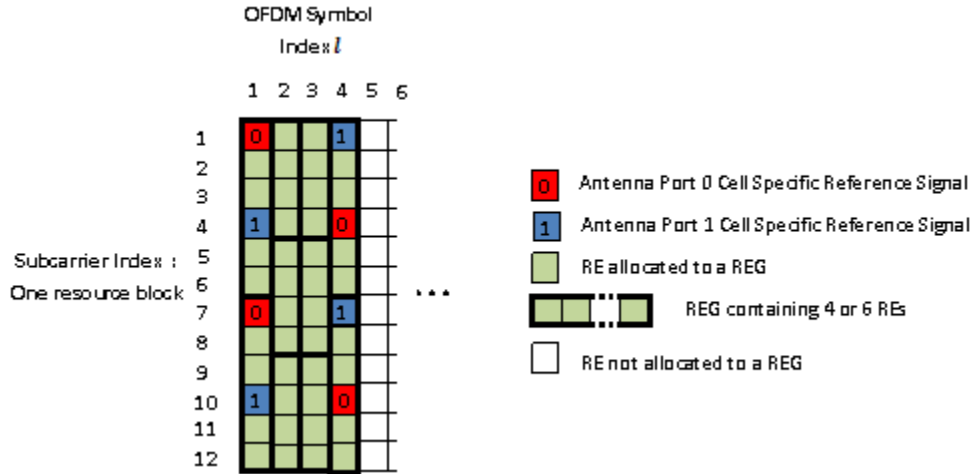 OFDM Symbol
Index l
1 2 3 4 5 6
1 0 1
2
3
4 1 0
5
6
7 0 1
8
9
10 1 0
11
12
Subcarrier Index :
One resource block
...
0 Antenna Port 0 Cell Specific Reference Signal
1 Antenna Port 1 Cell Specific Reference Signal
RE allocated to a REG
REG containing 4 or 6 REs
RE not allocated to a REG